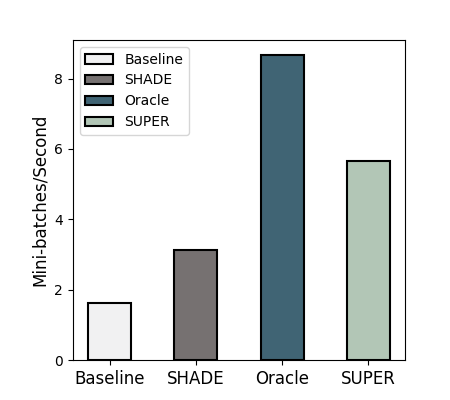 Baseline
SHADE
Oracle
SUPER
Mini-batches/Second
8
6
4
2
0
Baseline SHADE Oracle SUPER